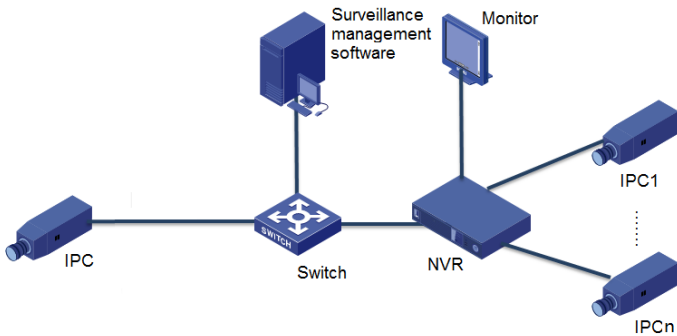 Surveillance
management
software
Monitor
IPC1
IPC
SWITCH
Switch
NVR
IPCn